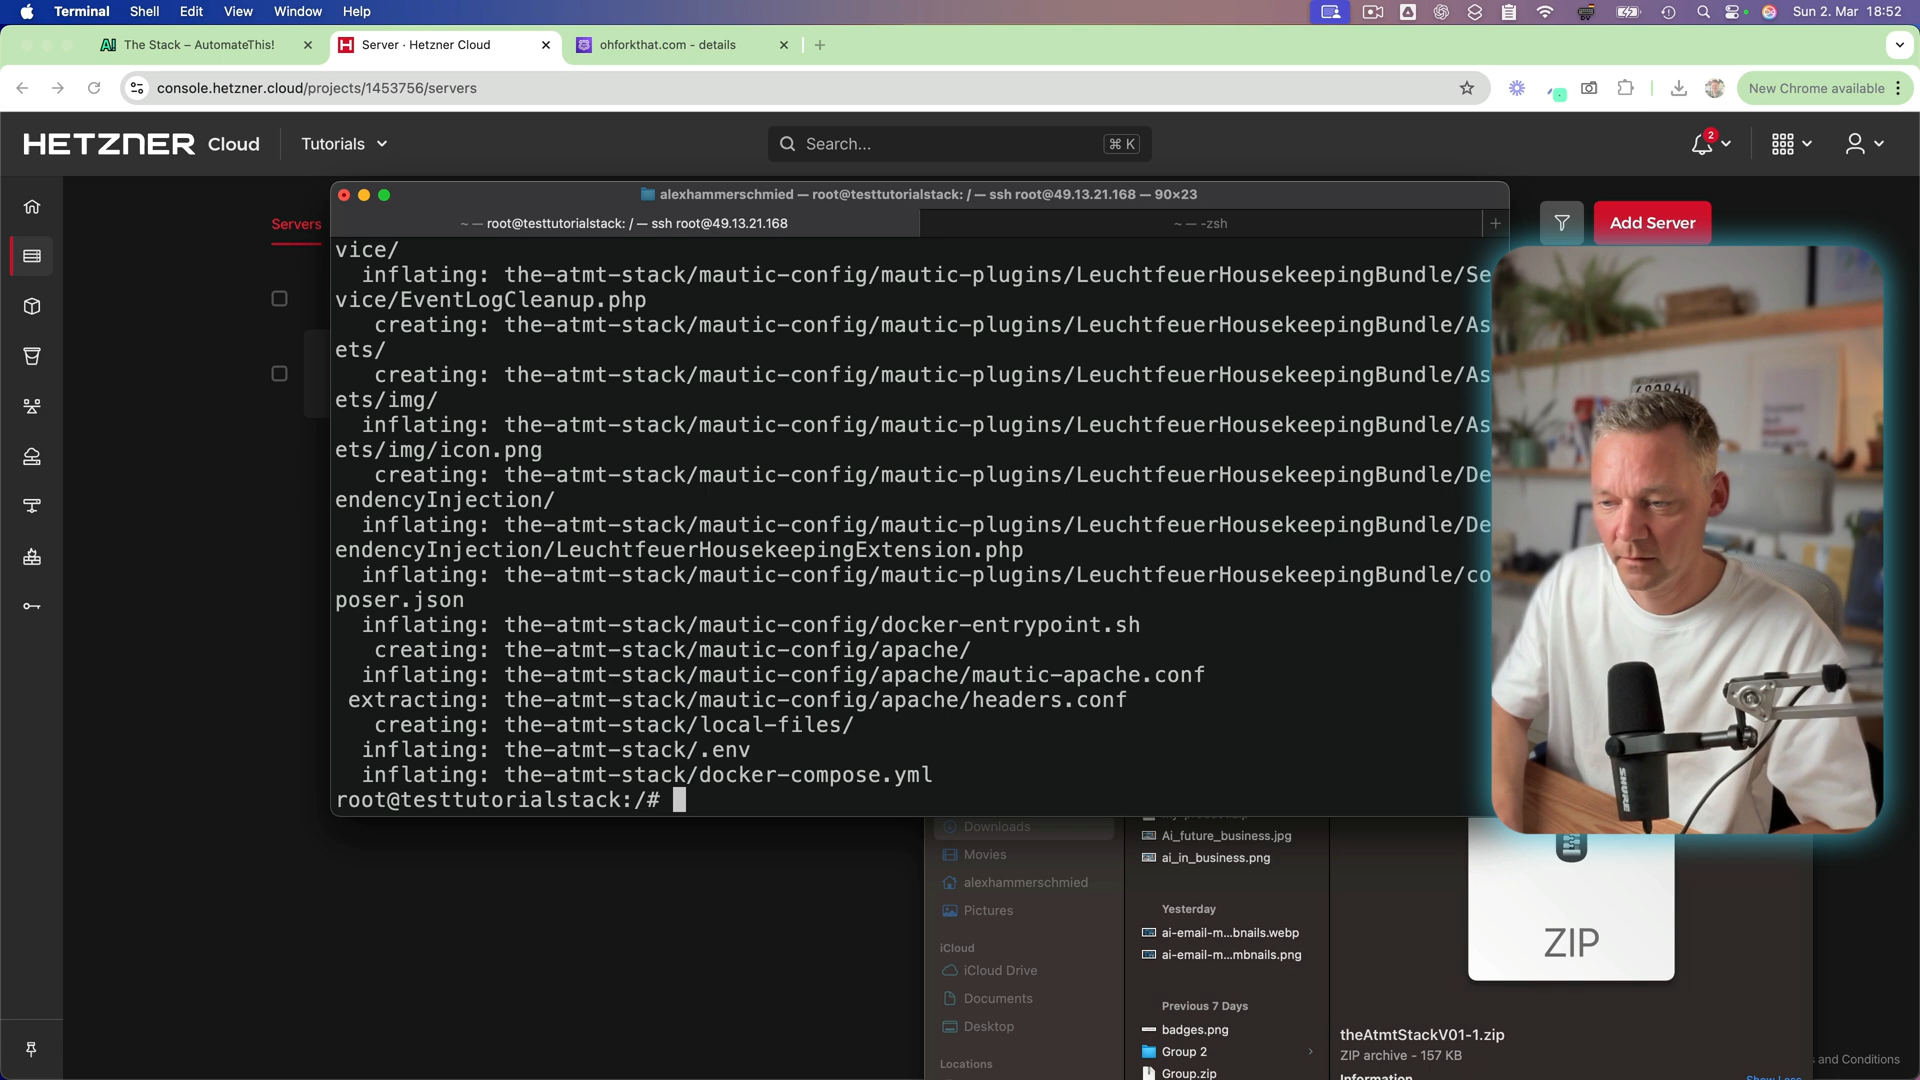 Terminal Shell Edit View Window Help Sun 2. Mar 18:52
The Stack – AutomateThis!
Server · Hetzner Cloud
ohforkthat.com - details
console.hetzner.cloud/projects/1453756/servers
New Chrome available
HETZNER Cloud
Tutorials
Search...
⌘ K
2
Servers
Add Server
alexhammerschmied — root@testtutorialstack: / — ssh root@49.13.21.168 — 90×23
~ — root@testtutorialstack: / — ssh root@49.13.21.168
~ — -zsh
vice/
inflating: the-atmt-stack/mautic-config/mautic-plugins/LeuchtfeuerHousekeepingBundle/Se
vice/EventLogCleanup.php
creating: the-atmt-stack/mautic-config/mautic-plugins/LeuchtfeuerHousekeepingBundle/As
ets/
creating: the-atmt-stack/mautic-config/mautic-plugins/LeuchtfeuerHousekeepingBundle/As
ets/img/
inflating: the-atmt-stack/mautic-config/mautic-plugins/LeuchtfeuerHousekeepingBundle/As
ets/img/icon.png
creating: the-atmt-stack/mautic-config/mautic-plugins/LeuchtfeuerHousekeepingBundle/De
endencyInjection/
inflating: the-atmt-stack/mautic-config/mautic-plugins/LeuchtfeuerHousekeepingBundle/De
endencyInjection/LeuchtfeuerHousekeepingExtension.php
inflating: the-atmt-stack/mautic-config/mautic-plugins/LeuchtfeuerHousekeepingBundle/co
poser.json
inflating: the-atmt-stack/mautic-config/docker-entrypoint.sh
creating: the-atmt-stack/mautic-config/apache/
inflating: the-atmt-stack/mautic-config/apache/mautic-apache.conf
extracting: the-atmt-stack/mautic-config/apache/headers.conf
creating: the-atmt-stack/local-files/
inflating: the-atmt-stack/.env
inflating: the-atmt-stack/docker-compose.yml
root@testtutorialstack:/#
SHURE
Downloads
Movies
alexhammerschmied
Pictures
iCloud
iCloud Drive
Documents
Desktop
Locations
Ai_future_business.jpg
ai_in_business.png
Yesterday
ai-email-m...bnails.webp
ai-email-m...mbnails.png
Previous 7 Days
badges.png
Group 2
Group.zip
ZIP
theAtmtStackV01-1.zip
ZIP archive - 157 KB
Information
Show Less
and Conditions